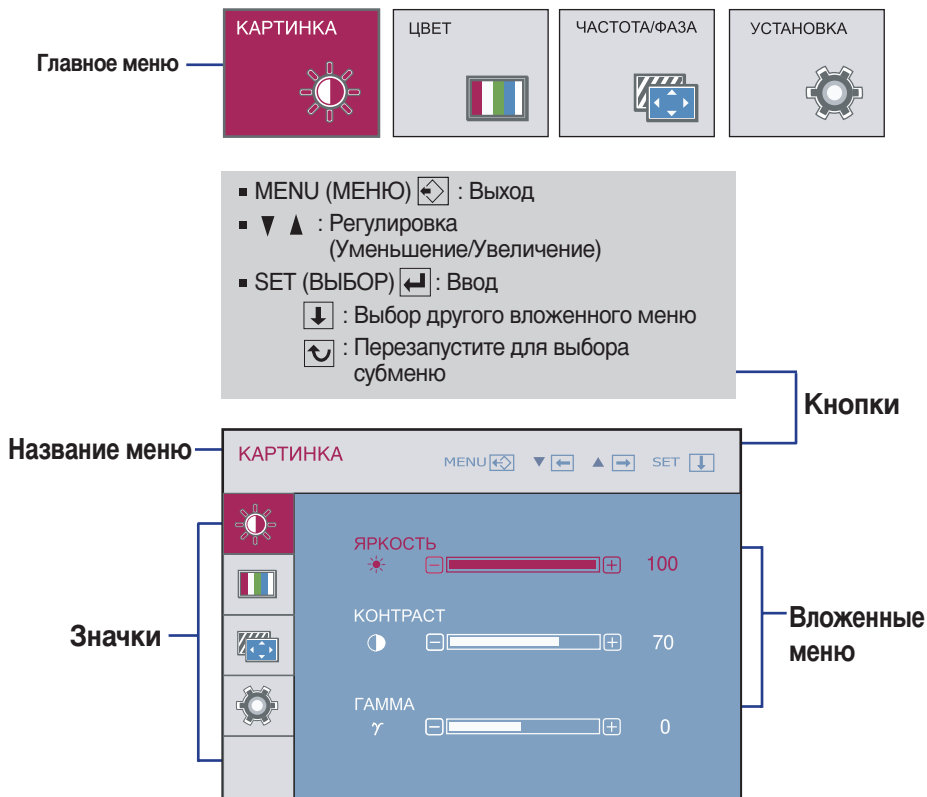 КАРТИНКА
ЦВЕТ
ЧАСТОТА/ФАЗА
УСТАНОВКА
Главное меню
MENU (МЕНЮ) : Выход
▼ ▲ : Регулировка
(Уменьшение/Увеличение)
SET (ВЫБОР) : Ввод
: Выбор другого вложенного меню
: Перезапустите для выбора
субменю
Кнопки
Название меню
КАРТИНКА
MENU ▼ ▲ SET
ЯРКОСТЬ
100
КОНТРАСТ
70
ГАММА
γ 0
Значки
Вложенные
меню